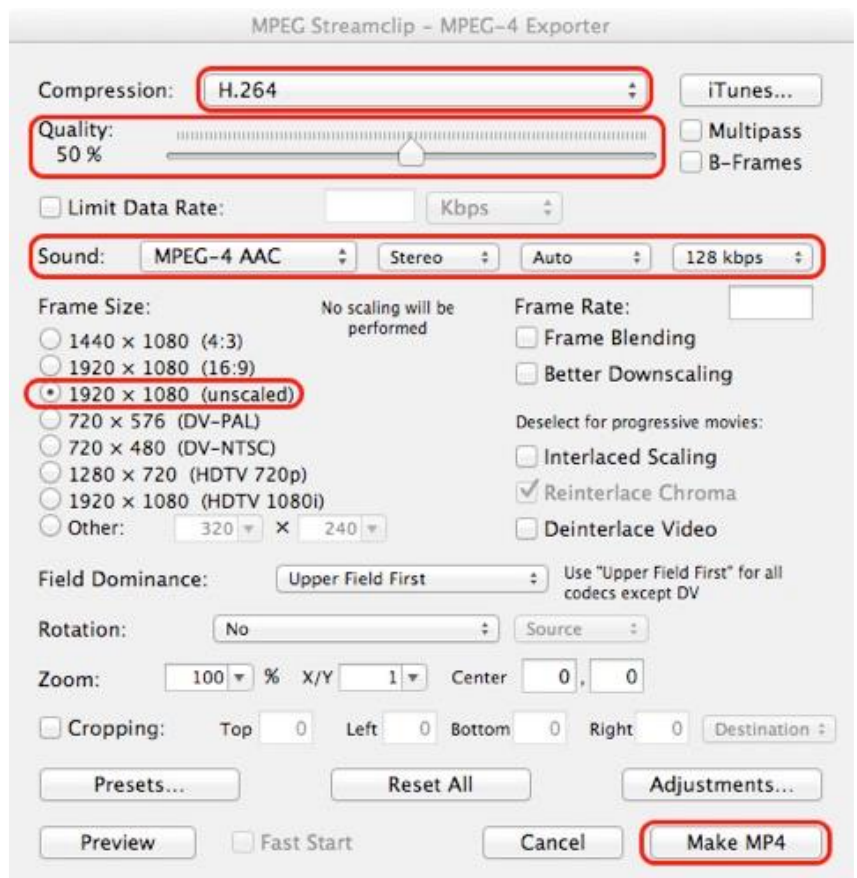 MPEG Streamclip - MPEG-4 Exporter
Compression: H.264 iTunes...
Quality: Multipass
50 % B-Frames
Limit Data Rate: Kbps
Sound: MPEG-4 AAC Stereo Auto 128 kbps
Frame Size: No scaling will be performed Frame Rate:
1440 × 1080 (4:3) Frame Blending
1920 × 1080 (16:9) Better Downscaling
1920 × 1080 (unscaled)
720 × 576 (DV-PAL) Deselect for progressive movies:
720 × 480 (DV-NTSC) Interlaced Scaling
1280 × 720 (HDTV 720p) Reinterlace Chroma
1920 × 1080 (HDTV 1080i)
Other: 320 × 240 Deinterlace Video
Field Dominance: Upper Field First Use "Upper Field First" for all
codecs except DV
Rotation: No Source
Zoom: 100 % X/Y 1 Center 0 , 0
Cropping: Top 0 Left 0 Bottom 0 Right 0 Destination
Presets... Reset All Adjustments...
Preview Fast Start Cancel Make MP4